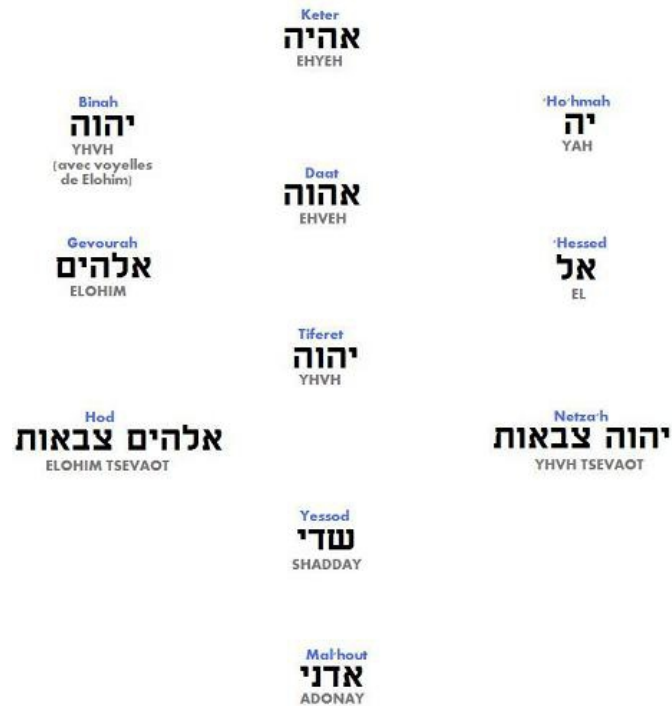 Keter
אהיה
EHYEH
Binah
יהוה
YHVH
(avec voyelles
de Elohim)
'Ho'hmah
יה
YAH
Daat
אהוה
EHVEH
Gevourah
אלהים
ELOHIM
'Hessed
אל
EL
Tiferet
יהוה
YHVH
Hod
אלהים צבאות
ELOHIM TSEVAOT
Netza'h
יהוה צבאות
YHVH TSEVAOT
Yessod
שדי
SHADDAY
Mal'hout
אדני
ADONAY